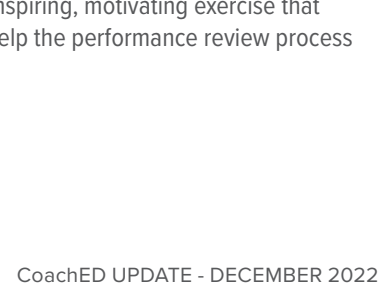 nspiring, motivating exercise that
elp the performance review process
CoachED UPDATE - DECEMBER 2022